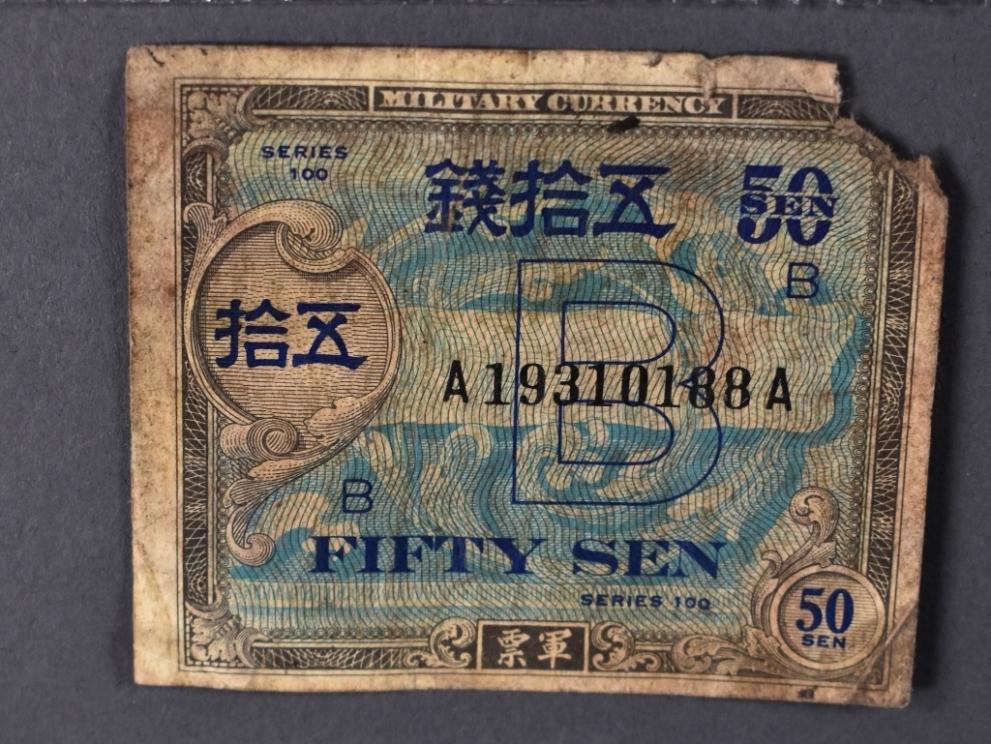 MILITARY CURRENCY
SERIES
100
錢拾五
50
SEN
B
拾五
B
A19310188A
B
FIFTY SEN
SERIES 100
50
SEN
票軍